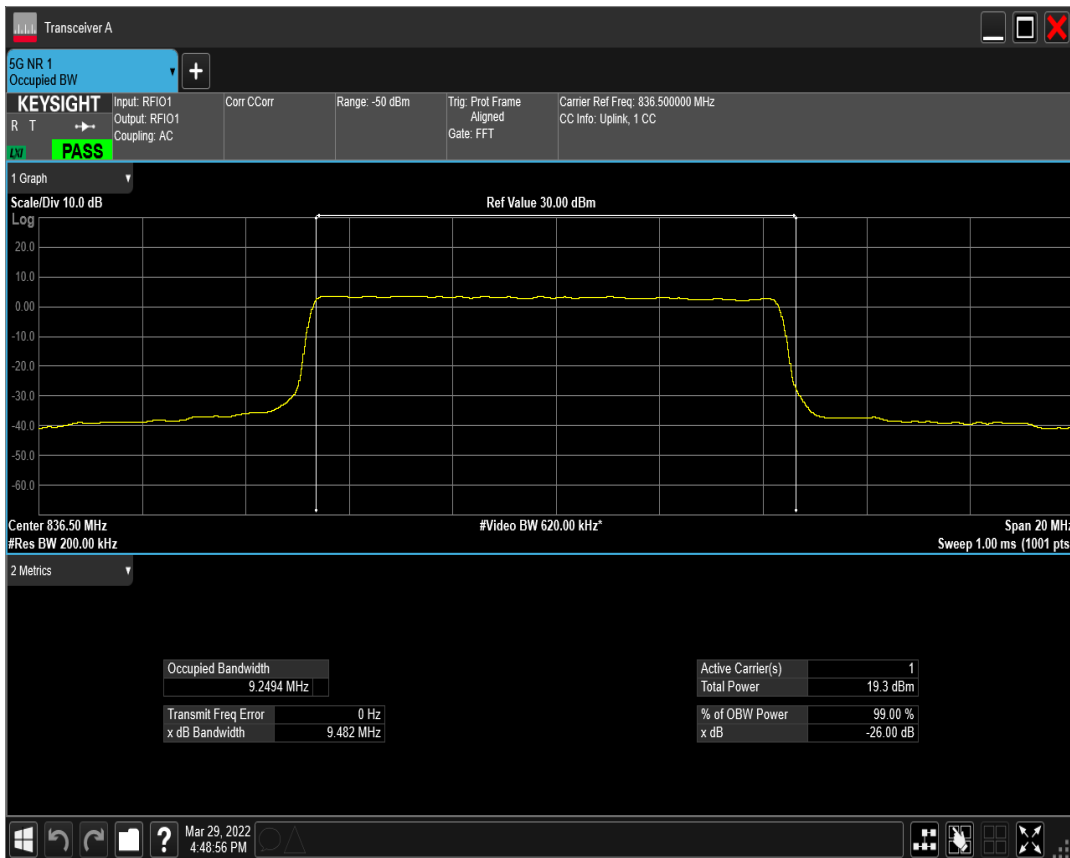 Transceiver A
5G NR 1
Occupied BW
KEYSIGHT
R T
LXI
PASS
Input: RFIO1
Output: RFIO1
Coupling: AC
Corr CCorr
Range: -50 dBm
Trig: Prot Frame
Aligned
Gate: FFT
Carrier Ref Freq: 836.500000 MHz
CC Info: Uplink, 1 CC
1 Graph
Scale/Div 10.0 dB
Ref Value 30.00 dBm
Log
20.0
10.0
0.00
-10.0
-20.0
-30.0
-40.0
-50.0
-60.0
Center 836.50 MHz
#Video BW 620.00 kHz*
Span 20 MHz
#Res BW 200.00 kHz
Sweep 1.00 ms (1001 pts
2 Metrics
Occupied Bandwidth
9.2494 MHz
Transmit Freq Error 0 Hz
x dB Bandwidth 9.482 MHz
Active Carrier(s) 1
Total Power 19.3 dBm
% of OBW Power 99.00 %
x dB -26.00 dB
?
Mar 29, 2022
4:48:56 PM